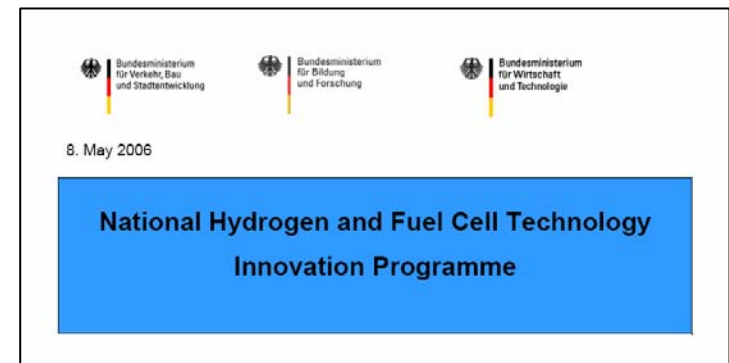 Bundesministerium
für Verkehr, Bau
und Stadtentwicklung
Bundesministerium
für Bildung
und Forschung
Bundesministerium
für Wirtschaft
und Technologie
8. May 2006
National Hydrogen and Fuel Cell Technology
Innovation Programme